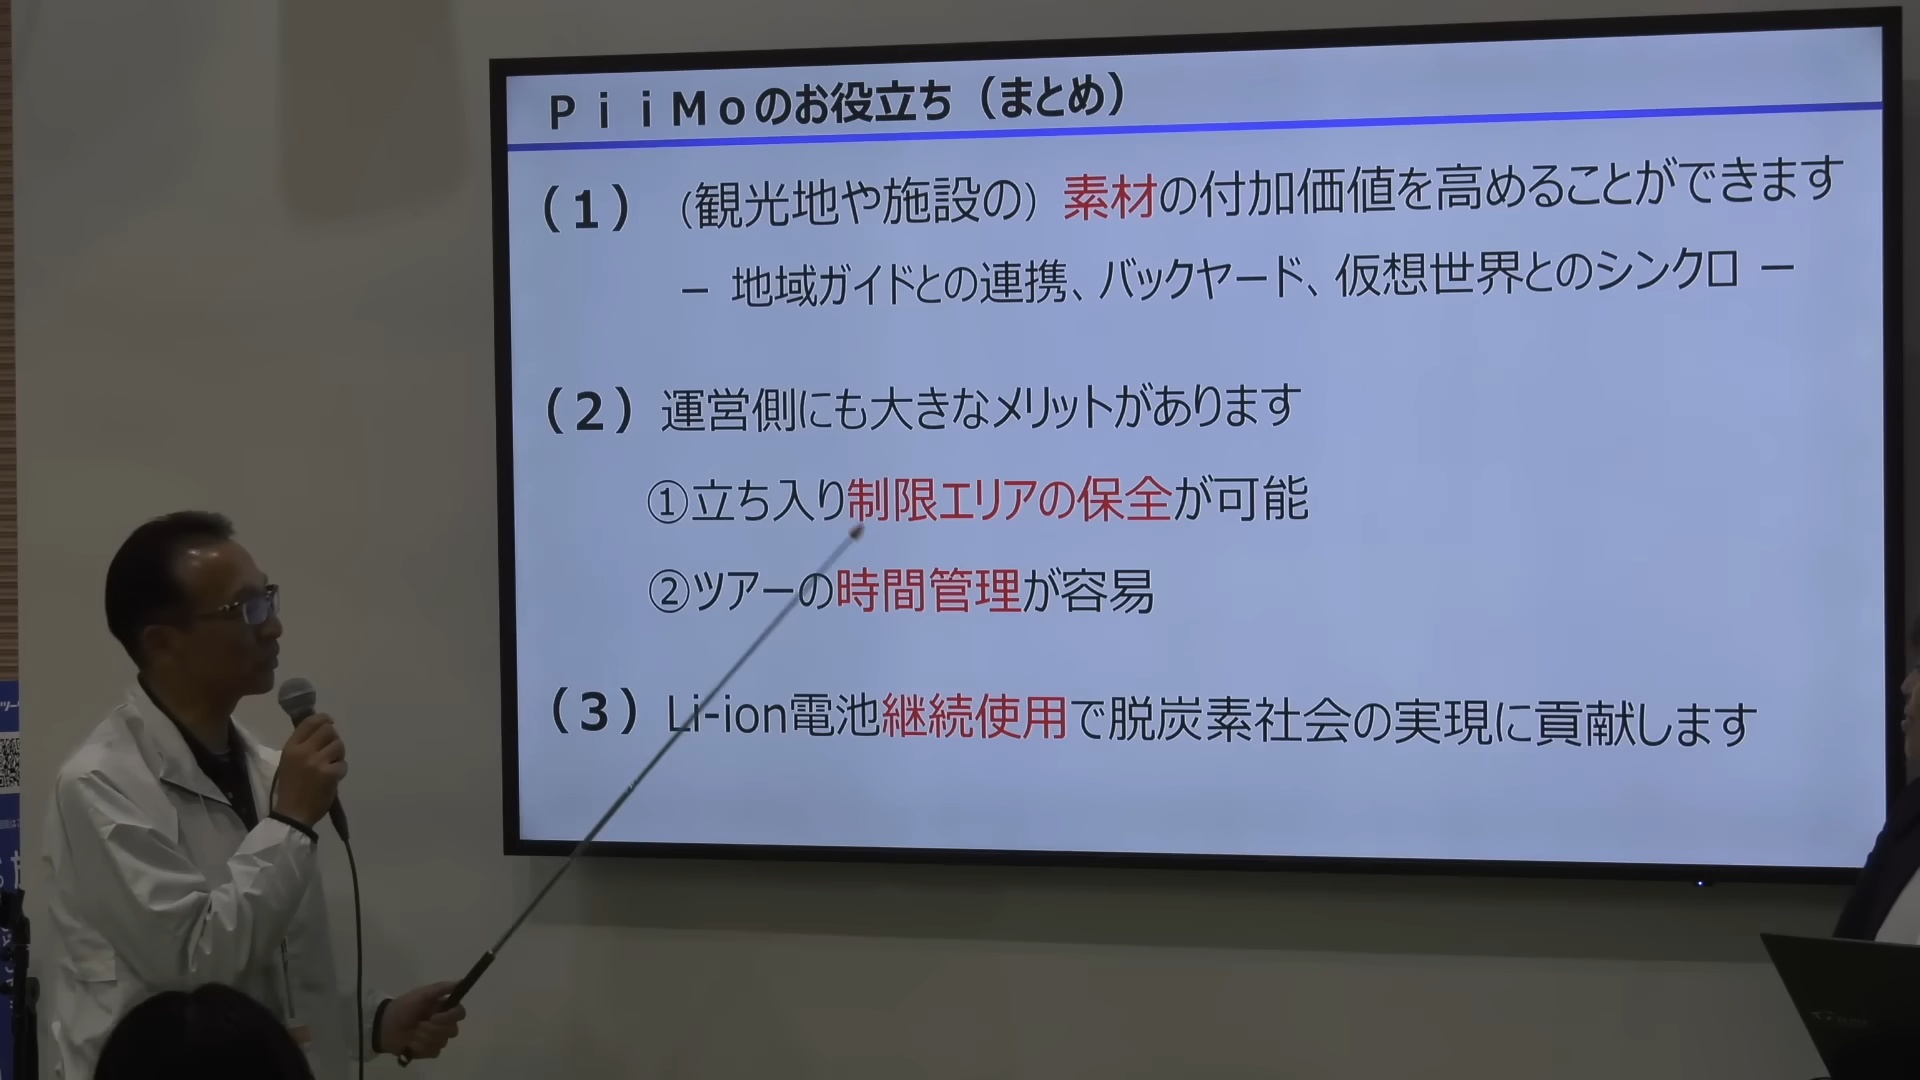 ＰｉｉＭｏのお役立ち（まとめ）
（１）（観光地や施設の）素材の付加価値を高めることができます
－ 地域ガイドとの連携、バックヤード、仮想世界とのシンクロ －
（２）運営側にも大きなメリットがあります
①立ち入り制限エリアの保全が可能
②ツアーの時間管理が容易
（３）Li-ion電池継続使用で脱炭素社会の実現に貢献します